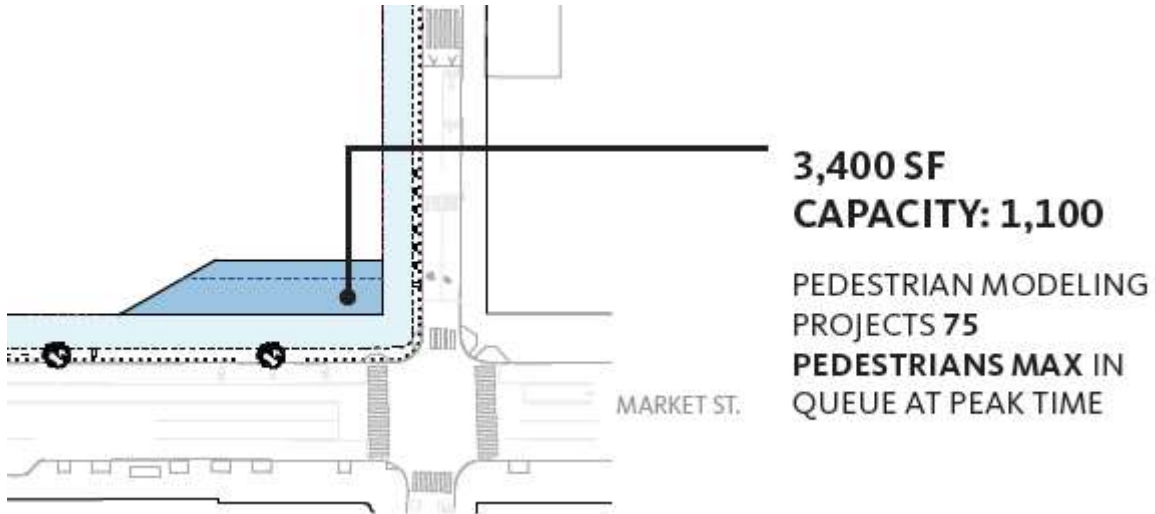 3,400 SF
CAPACITY: 1,100
PEDESTRIAN MODELING
PROJECTS 75
PEDESTRIANS MAX IN
QUEUE AT PEAK TIME
MARKET ST.